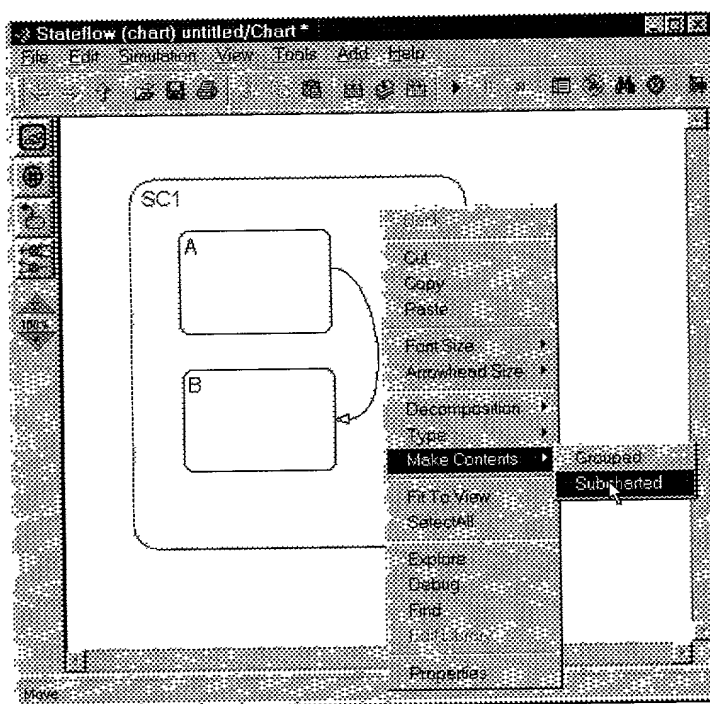 Stateflow (chart) untitled/Chart *
File Edit Simulation View Tools Add Help
100%
SC1
A
B
Cut
Copy
Paste
Font Size
Arrowhead Size
Decomposition
Type
Make Contents
Grouped
Subcharted
Fit To View
Select All
Explore
Debug
Find
Properties
Move